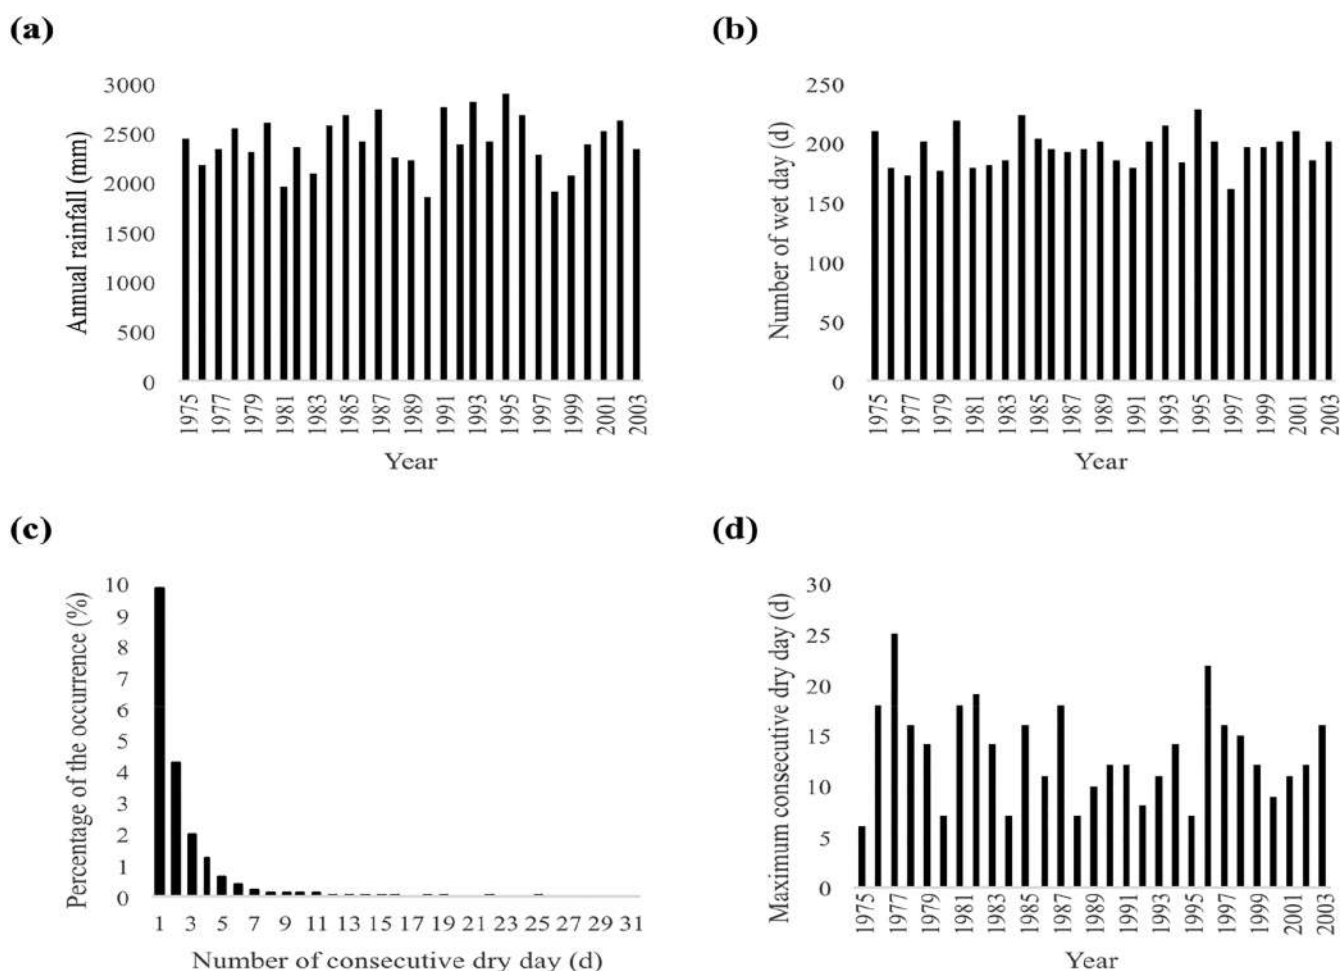 (a)
Annual rainfall (mm)
3000
2500
2000
1500
1000
500
0
1975 1977 1979 1981 1983 1985 1987 1989 1991 1993 1995 1997 1999 2001 2003
Year
(b)
Number of wet day (d)
250
200
150
100
50
0
1975 1977 1979 1981 1983 1985 1987 1989 1991 1993 1995 1997 1999 2001 2003
Year
(c)
Percentage of the occurrence (%)
10
9
8
7
6
5
4
3
2
1
0
1 3 5 7 9 11 13 15 17 19 21 23 25 27 29 31
Number of consecutive dry day (d)
(d)
Maximum consecutive dry day (d)
30
25
20
15
10
5
0
1975 1977 1979 1981 1983 1985 1987 1989 1991 1993 1995 1997 1999 2001 2003
Year